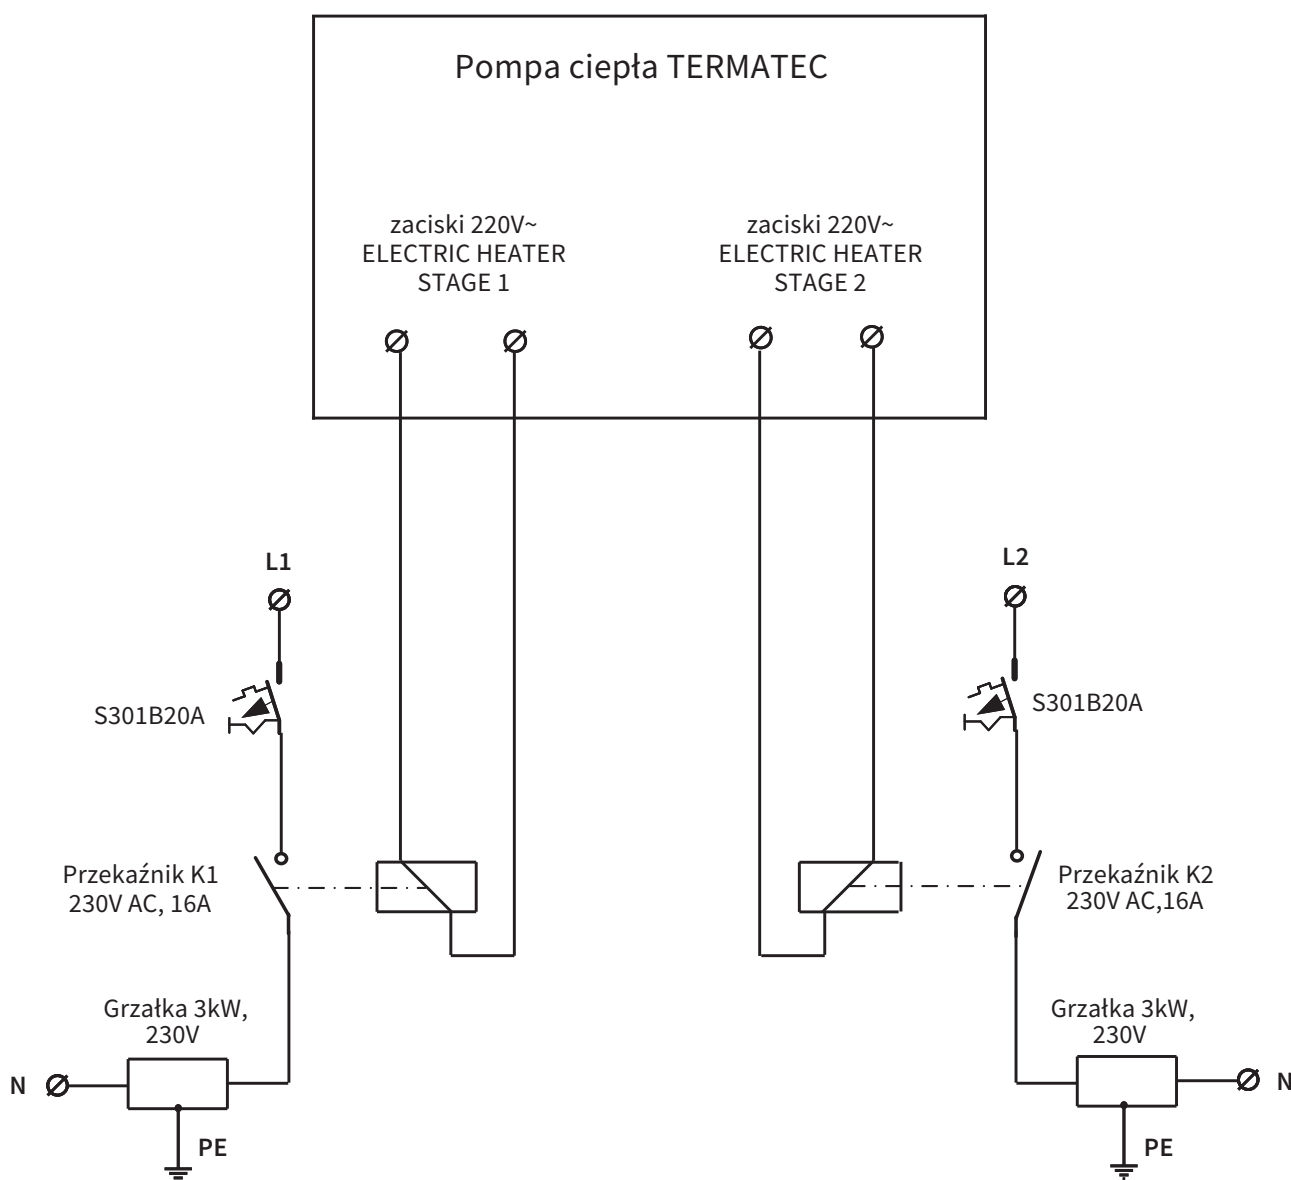 Pompa ciepła TERMATEC
zaciski 220V~
ELECTRIC HEATER
STAGE 1
zaciski 220V~
ELECTRIC HEATER
STAGE 2
L1
L2
S301B20A
S301B20A
Przekaźnik K1
230V AC, 16A
Przekaźnik K2
230V AC,16A
Grzałka 3kW,
230V
Grzałka 3kW,
230V
N
N
PE
PE